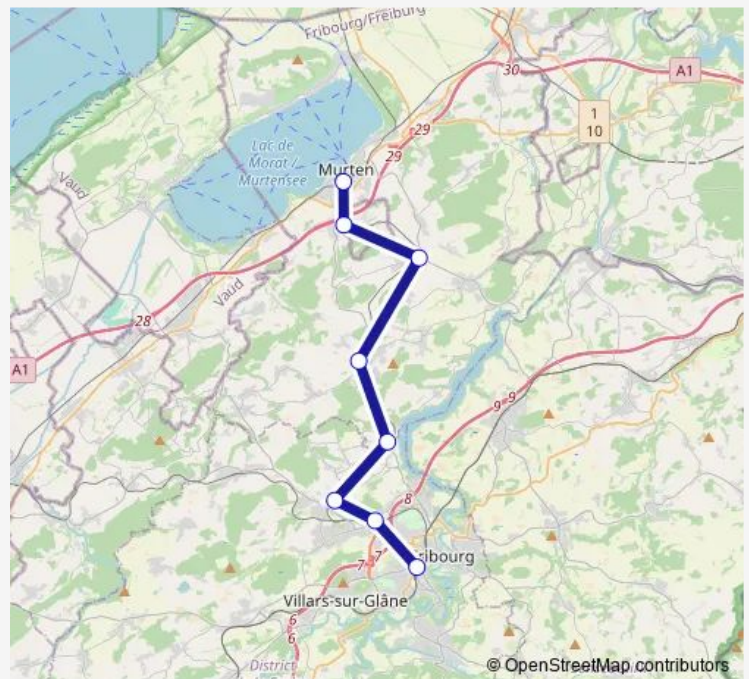 Fribourg/Freiburg
30
A1
1
10
29
29
Lac de
Morat /
Murtensee
Murten
Vaud
Vaud
28
A1
9
9
8
7
7
ribourg
Villars-sur-Glâne
6
6
District
© OpenStreetMap contributors